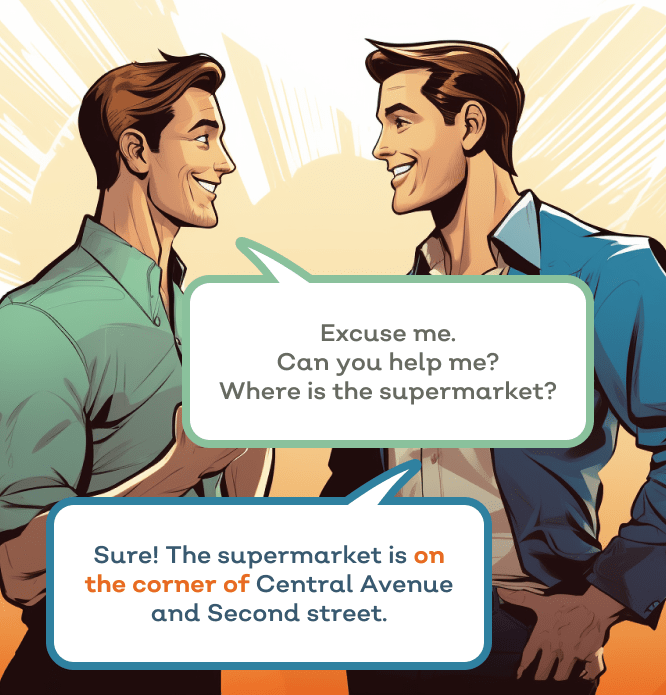 Excuse me.
Can you help me?
Where is the supermarket?
Sure! The supermarket is on
the corner of Central Avenue
and Second street.